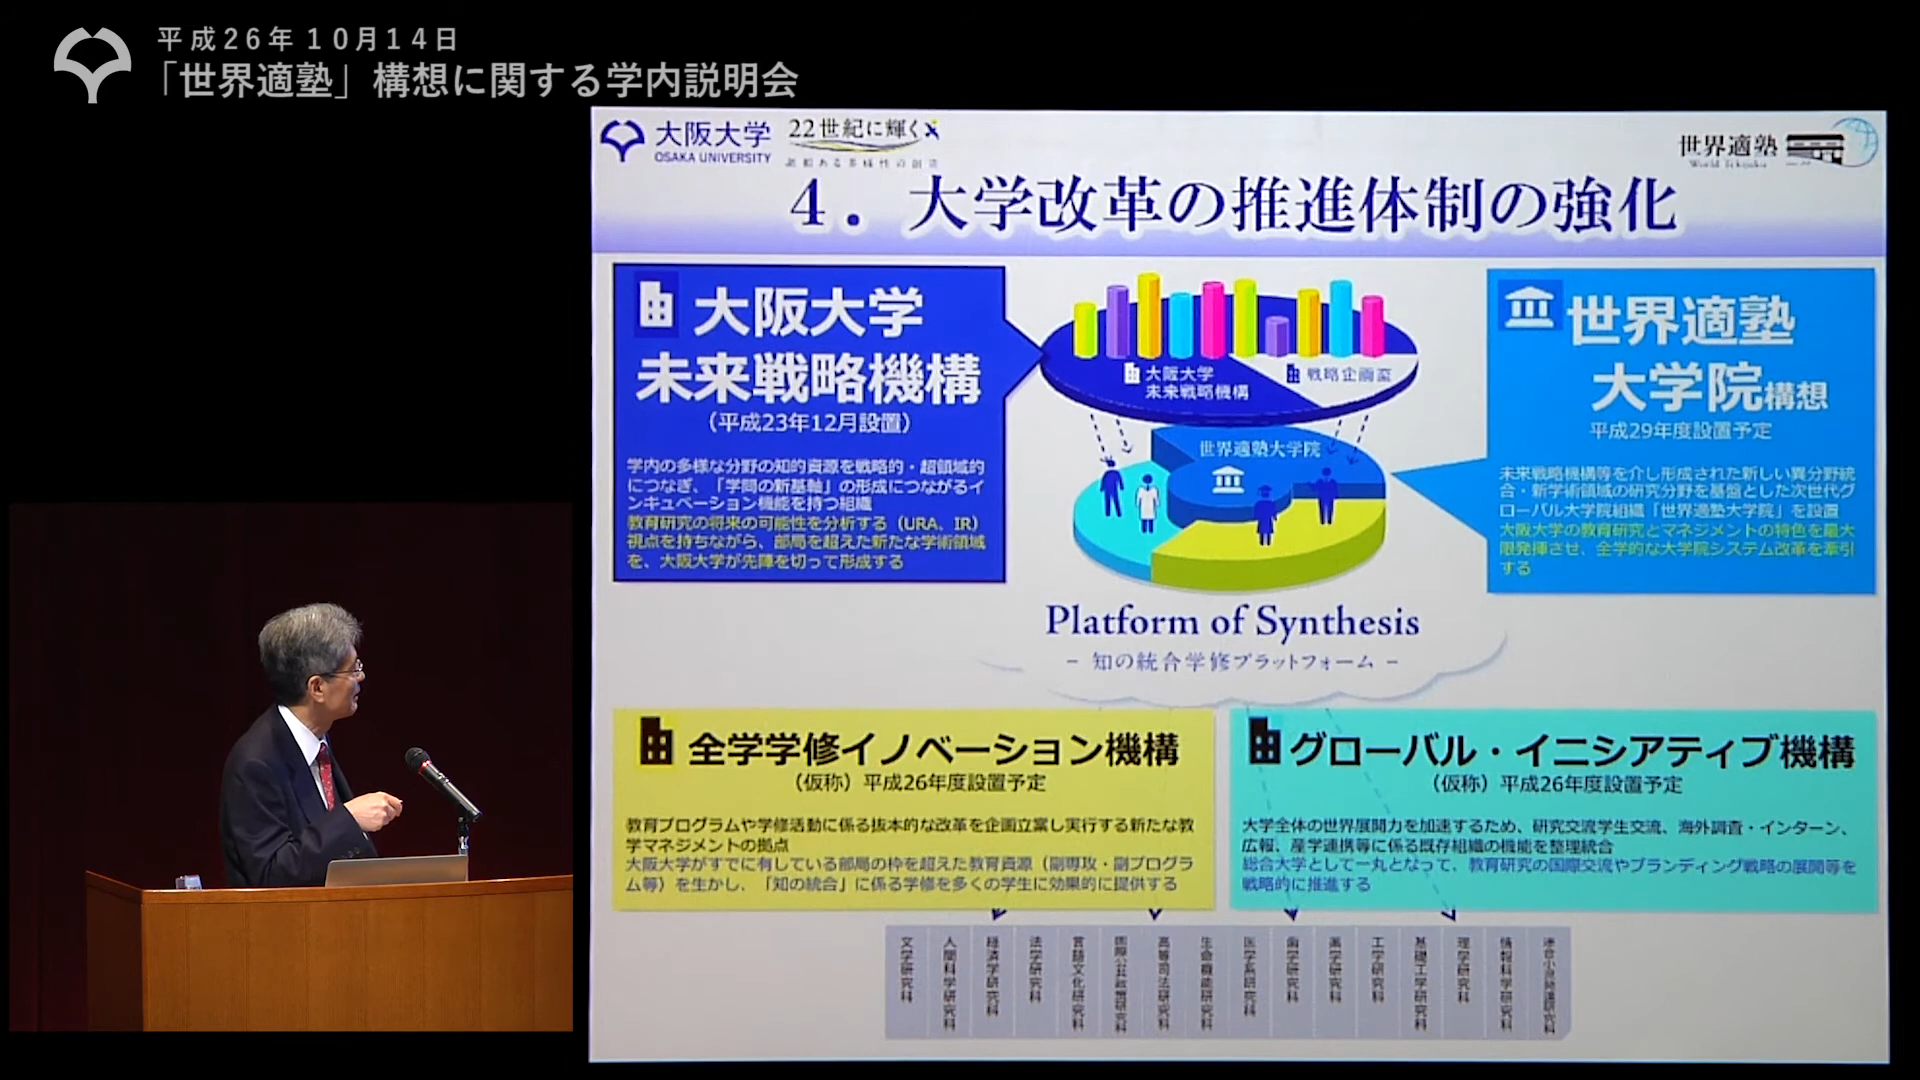 平成26年10月14日
「世界適塾」構想に関する学内説明会
大阪大学
OSAKA UNIVERSITY
22世紀に輝く
世界適塾
World Tekijuku
4．大学改革の推進体制の強化
大阪大学
未来戦略機構
（平成23年12月設置）
学内の多様な分野の知的資源を戦略的・超領域的
につなぎ、「学問の新基軸」の形成につながるイ
ンキュベーション機能を持つ組織
教育研究の将来の可能性を分析する（URA、IR）
視点を持ちながら、部局を超えた新たな学術領域
を、大阪大学が先陣を切って形成する
大阪大学
未来戦略機構
戦略企画室
世界適塾大学院
世界適塾
大学院構想
平成29年度設置予定
未来戦略機構等を介し形成された新しい異分野統
合・新学術領域の研究分野を基盤とした次世代グ
ローバル大学院組織「世界適塾大学院」を設置
大阪大学の教育研究とマネジメントの特色を最大
限発揮させ、全学的な大学院システム改革を牽引
する
Platform of Synthesis
- 知の統合学修プラットフォーム -
全学学修イノベーション機構
（仮称）平成26年度設置予定
教育プログラムや学修活動に係る抜本的な改革を企画立案し実行する新たな教
学マネジメントの拠点
大阪大学がすでに有している部局の枠を超えた教育資源（副専攻・副プログラ
ム等）を生かし、「知の統合」に係る学修を多くの学生に効果的に提供する
グローバル・イニシアティブ機構
（仮称）平成26年度設置予定
大学全体の世界展開力を加速するため、研究交流学生交流、海外調査・インターン、
広報、産学連携等に係る既存組織の機能を整理統合
総合大学として一丸となって、教育研究の国際交流やブランディング戦略の展開等を
戦略的に推進する
文学研究科
人間科学研究科
経済学研究科
法学研究科
言語文化研究科
国際公共政策研究科
高等司法研究科
生命機能研究科
医学系研究科
歯学研究科
薬学研究科
工学研究科
基礎工学研究科
理学研究科
情報科学研究科